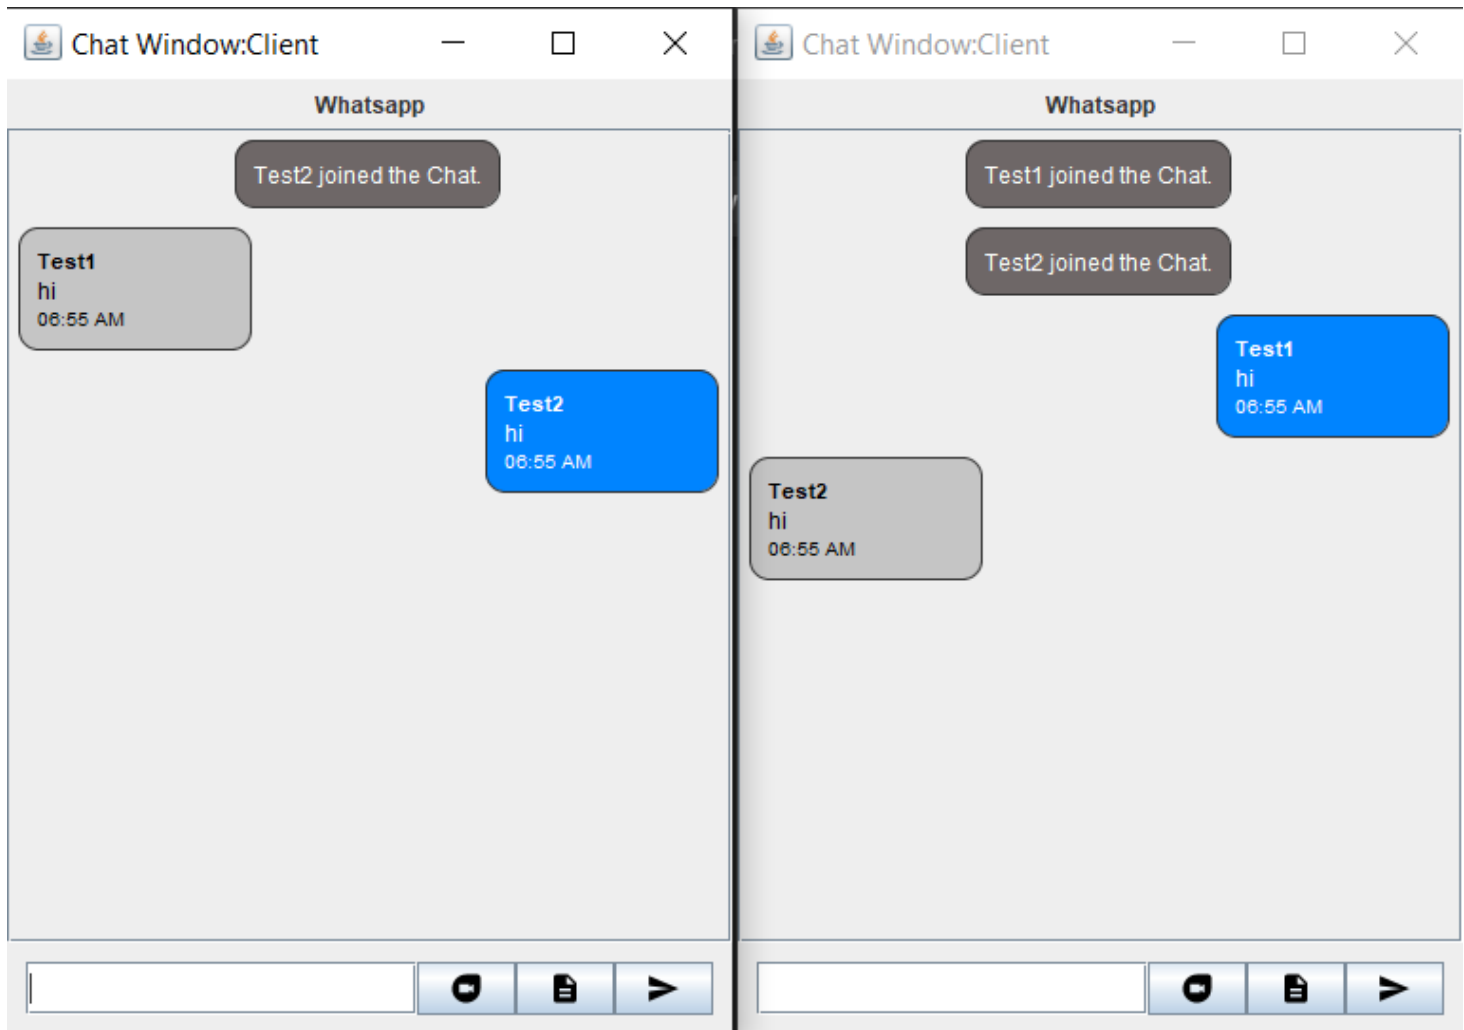 Chat Window:Client
Whatsapp
Test2 joined the Chat.
Test1
hi
06:55 AM
Test2
hi
06:55 AM
Chat Window:Client
Whatsapp
Test1 joined the Chat.
Test2 joined the Chat.
Test1
hi
06:55 AM
Test2
hi
06:55 AM